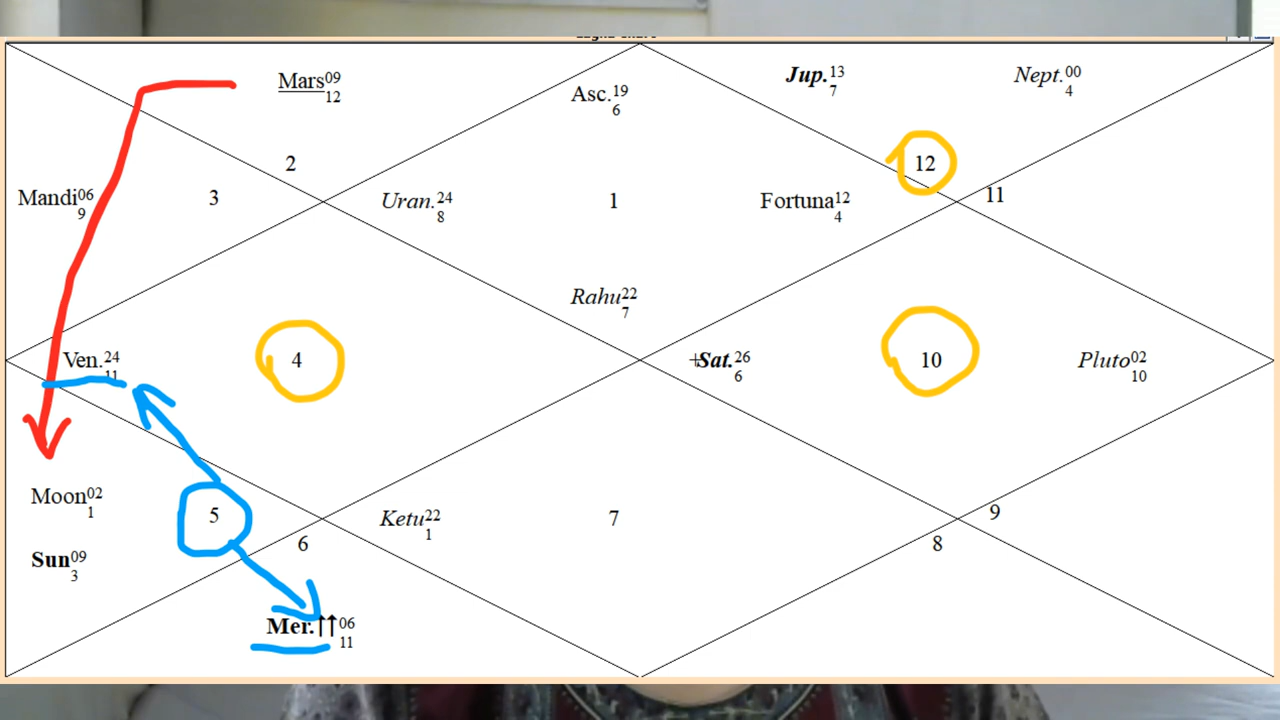 Mars 09 12
Asc. 19 6
Jup. 13 7
Nept. 00 4
2
12
Mandi 06 9
3
Uran. 24 8
1
Fortuna 12 4
11
Rahu 22 7
Ven. 24 11
4
+Sat. 26 6
10
Pluto 02 10
Moon 02 1
5
Ketu 22 1
7
9
6
8
Sun 09 3
Mer.↑↑ 06 11